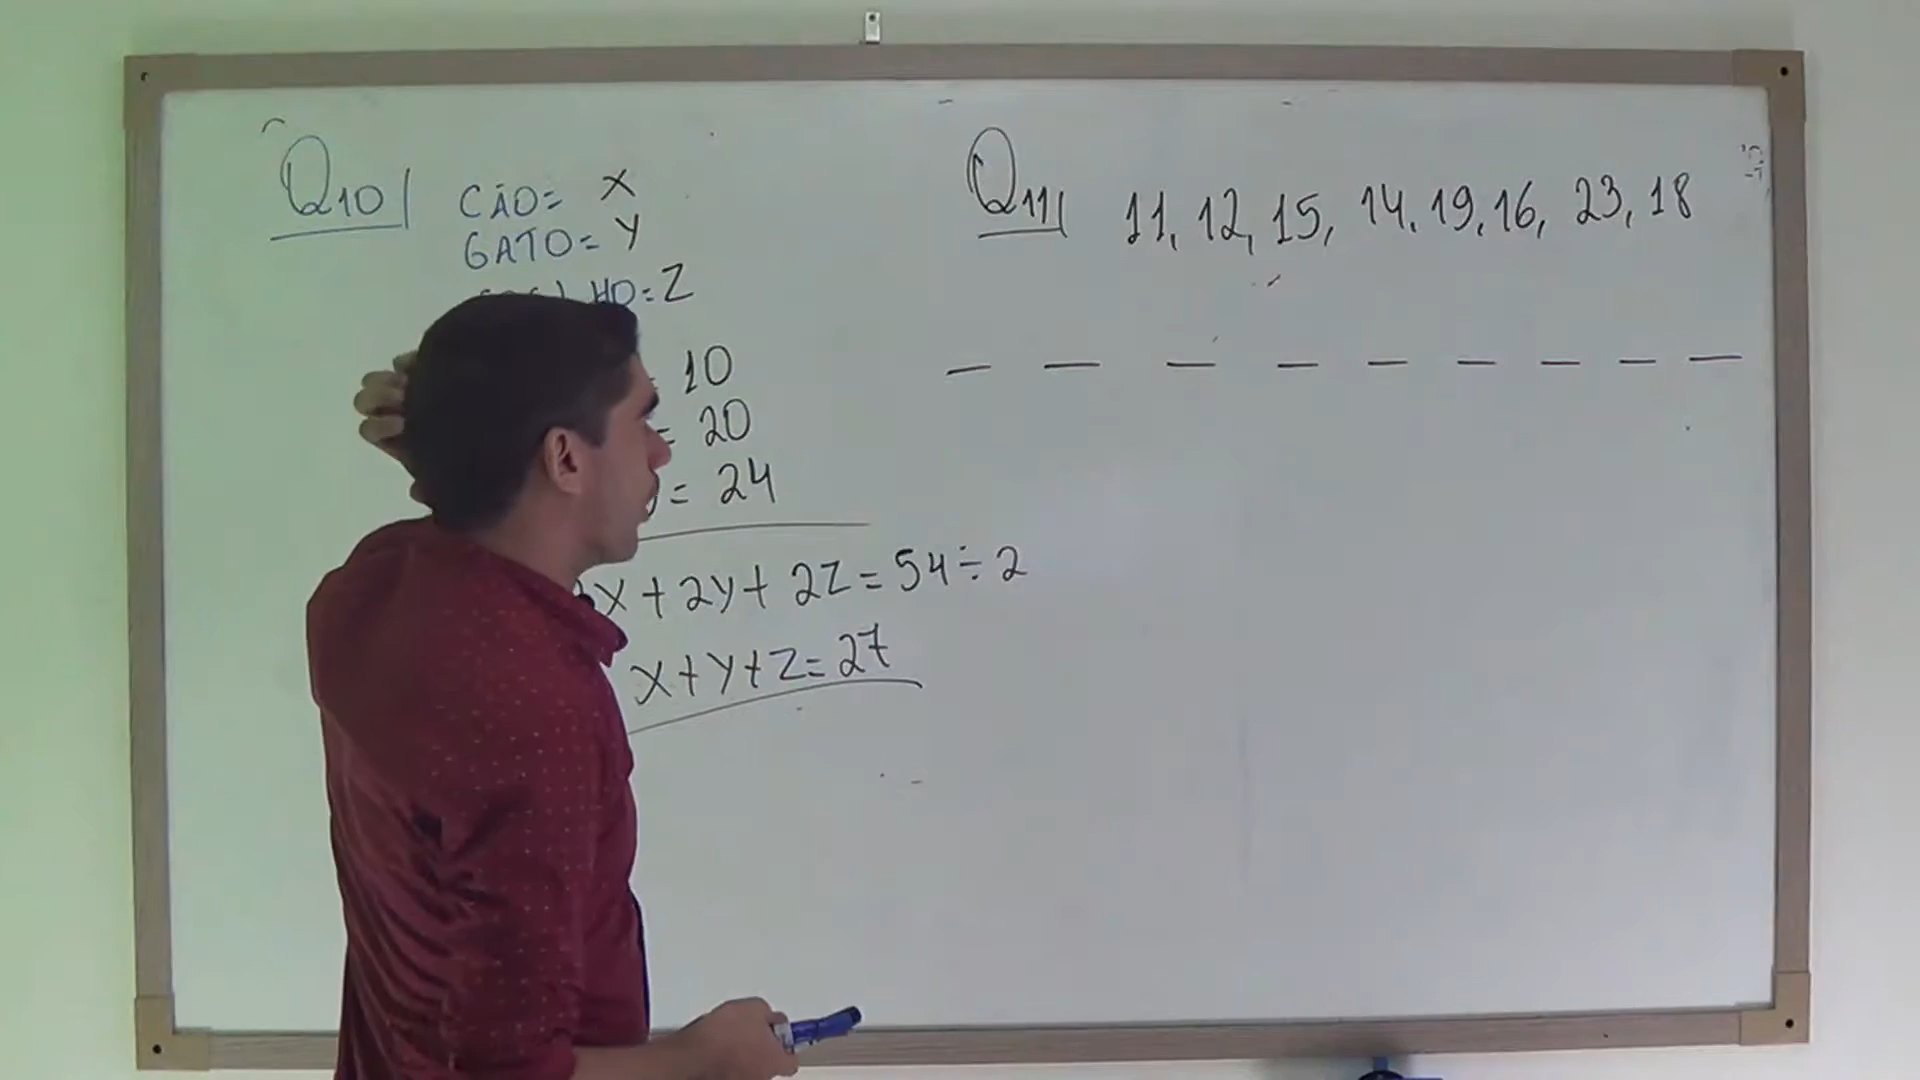 Q10
CÃO= X
GATO= Y
HO=Z
= 10
= 20
= 24
X + 2Y + 2Z = 54 ÷ 2
X+Y+Z=27
Q11 11, 12, 15, 14, 19, 16, 23, 18